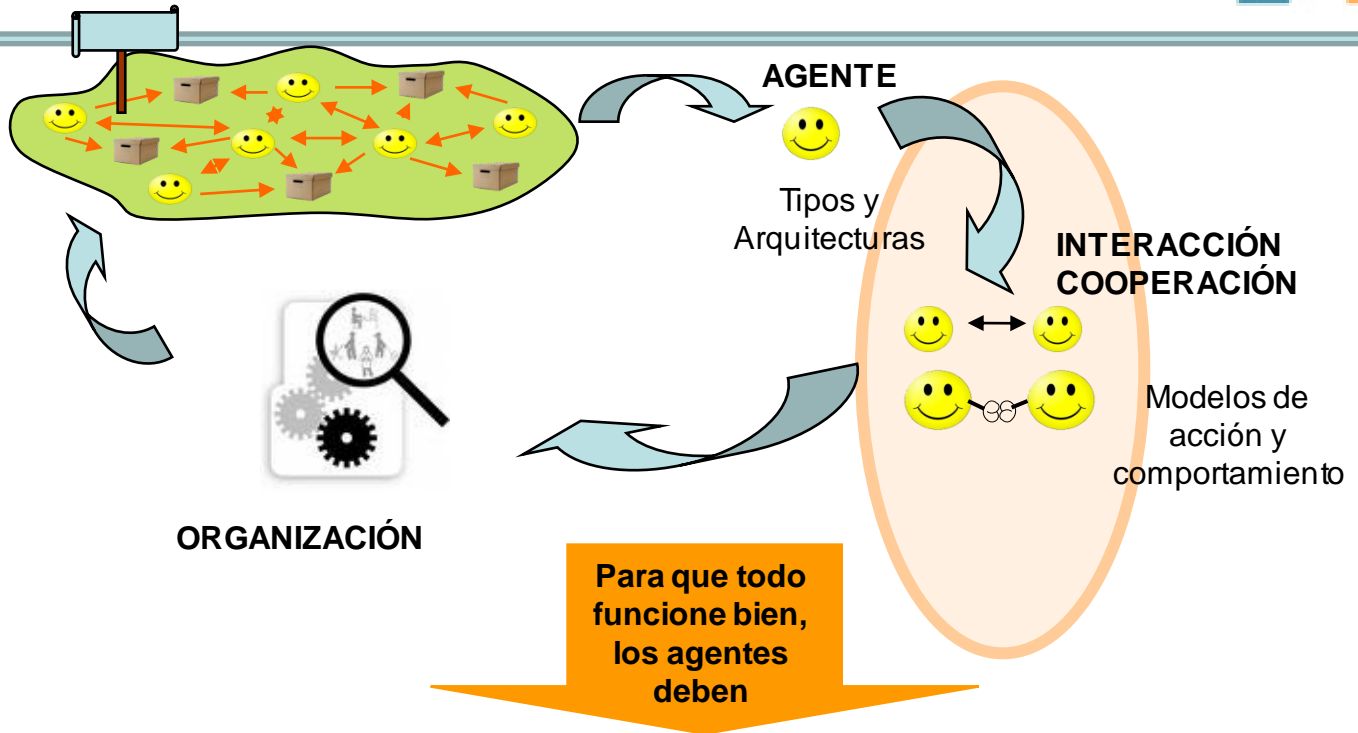 AGENTE
Tipos y
Arquitecturas
INTERACCIÓN
COOPERACIÓN
Modelos de
acción y
comportamiento
ORGANIZACIÓN
Para que todo
funcione bien,
los agentes
deben